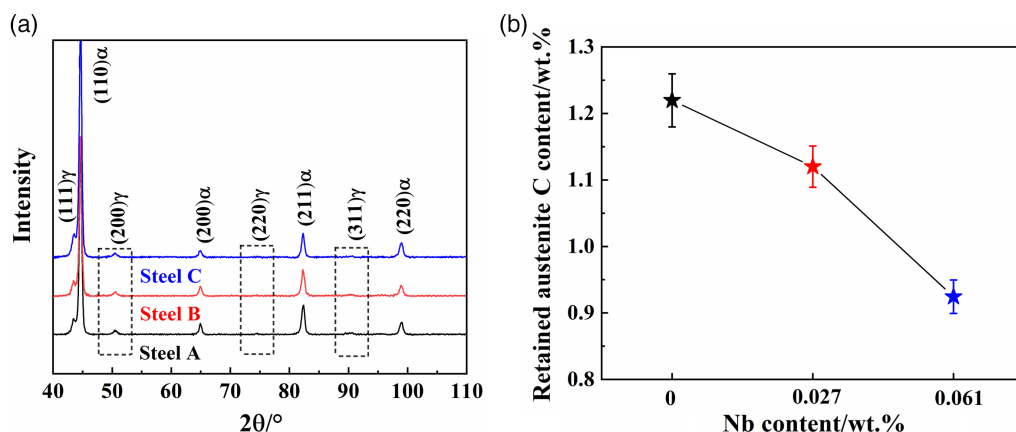 (a)
Intensity
(111)γ
(110)α
(200)γ
(200)α
(220)γ
(211)α
(311)γ
(220)α
Steel C
Steel B
Steel A
40 50 60 70 80 90 100 110
2θ/°
(b)
Retained austenite C content/wt.%
1.3
1.2
1.1
1.0
0.9
0.8
0 0.027 0.061
Nb content/wt.%